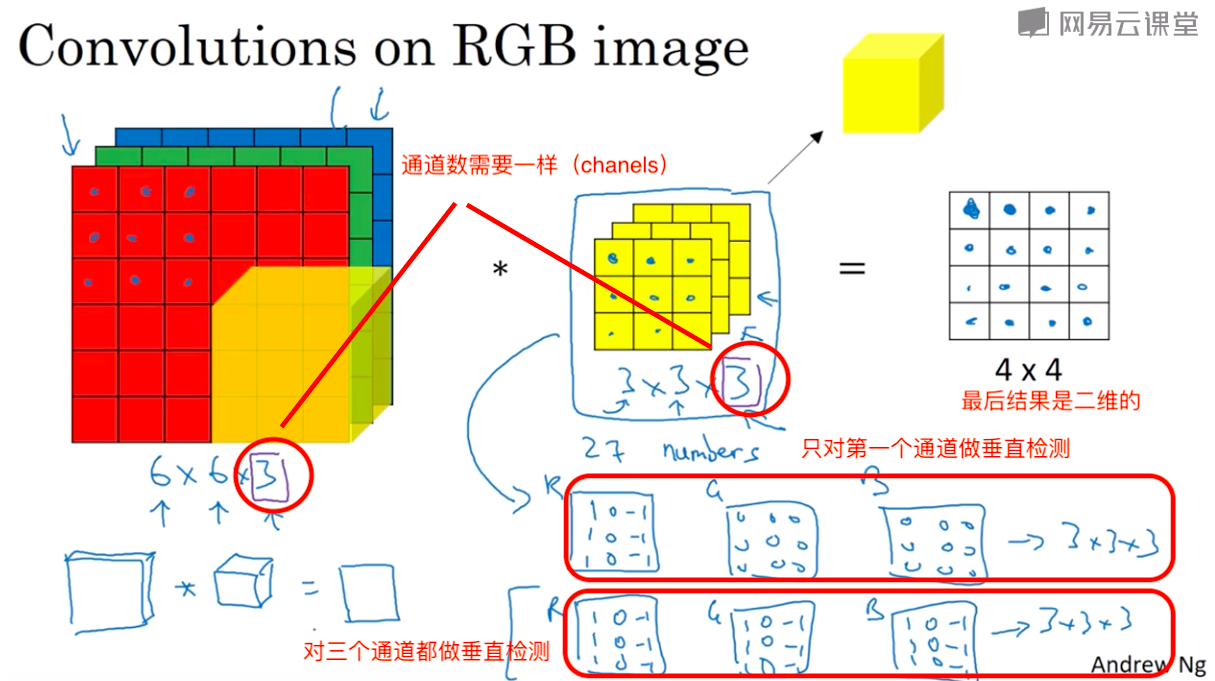 网易云课堂
Convolutions on RGB image
通道数需要一样（chanels）
*
=
3 x 3 x 3
4 x 4
最后结果是二维的
27 numbers
只对第一个通道做垂直检测
6 x 6 x 3
R G B
1 0 -1 0 0 0 0 0 0
1 0 -1 0 0 0 0 0 0 → 3 x 3 x 3
1 0 -1 0 0 0 0 0 0
* =
R G B
1 0 -1 1 0 -1 1 0 -1
1 0 -1 1 0 -1 1 0 -1 → 3 x 3 x 3
1 0 -1 1 0 -1 1 0 -1
对三个通道都做垂直检测
Andrew Ng